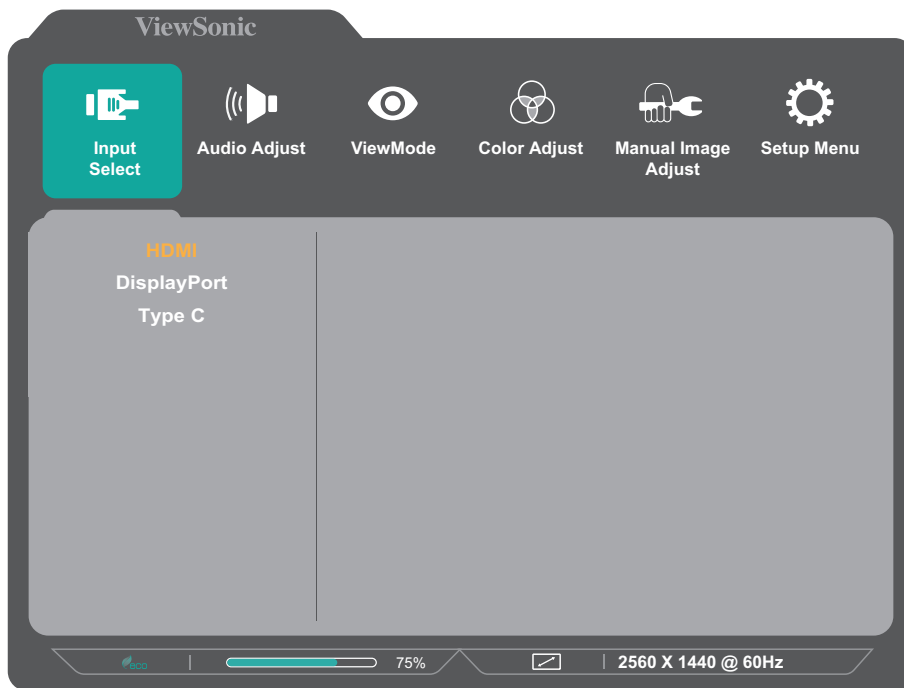 ViewSonic
Input
Select
Audio Adjust
ViewMode
Color Adjust
Manual Image
Adjust
Setup Menu
HDMI
DisplayPort
Type C
eco
75%
2560 X 1440 @ 60Hz